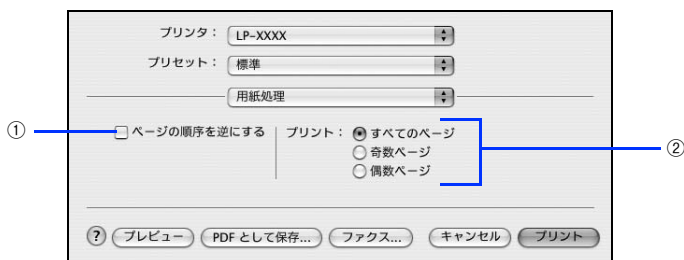 プリンタ： LP-XXXX
プリセット： 標準
用紙処理
① ページの順序を逆にする プリント： すべてのページ ②
奇数ページ
偶数ページ
? プレビュー PDF として保存... ファクス... キャンセル プリント